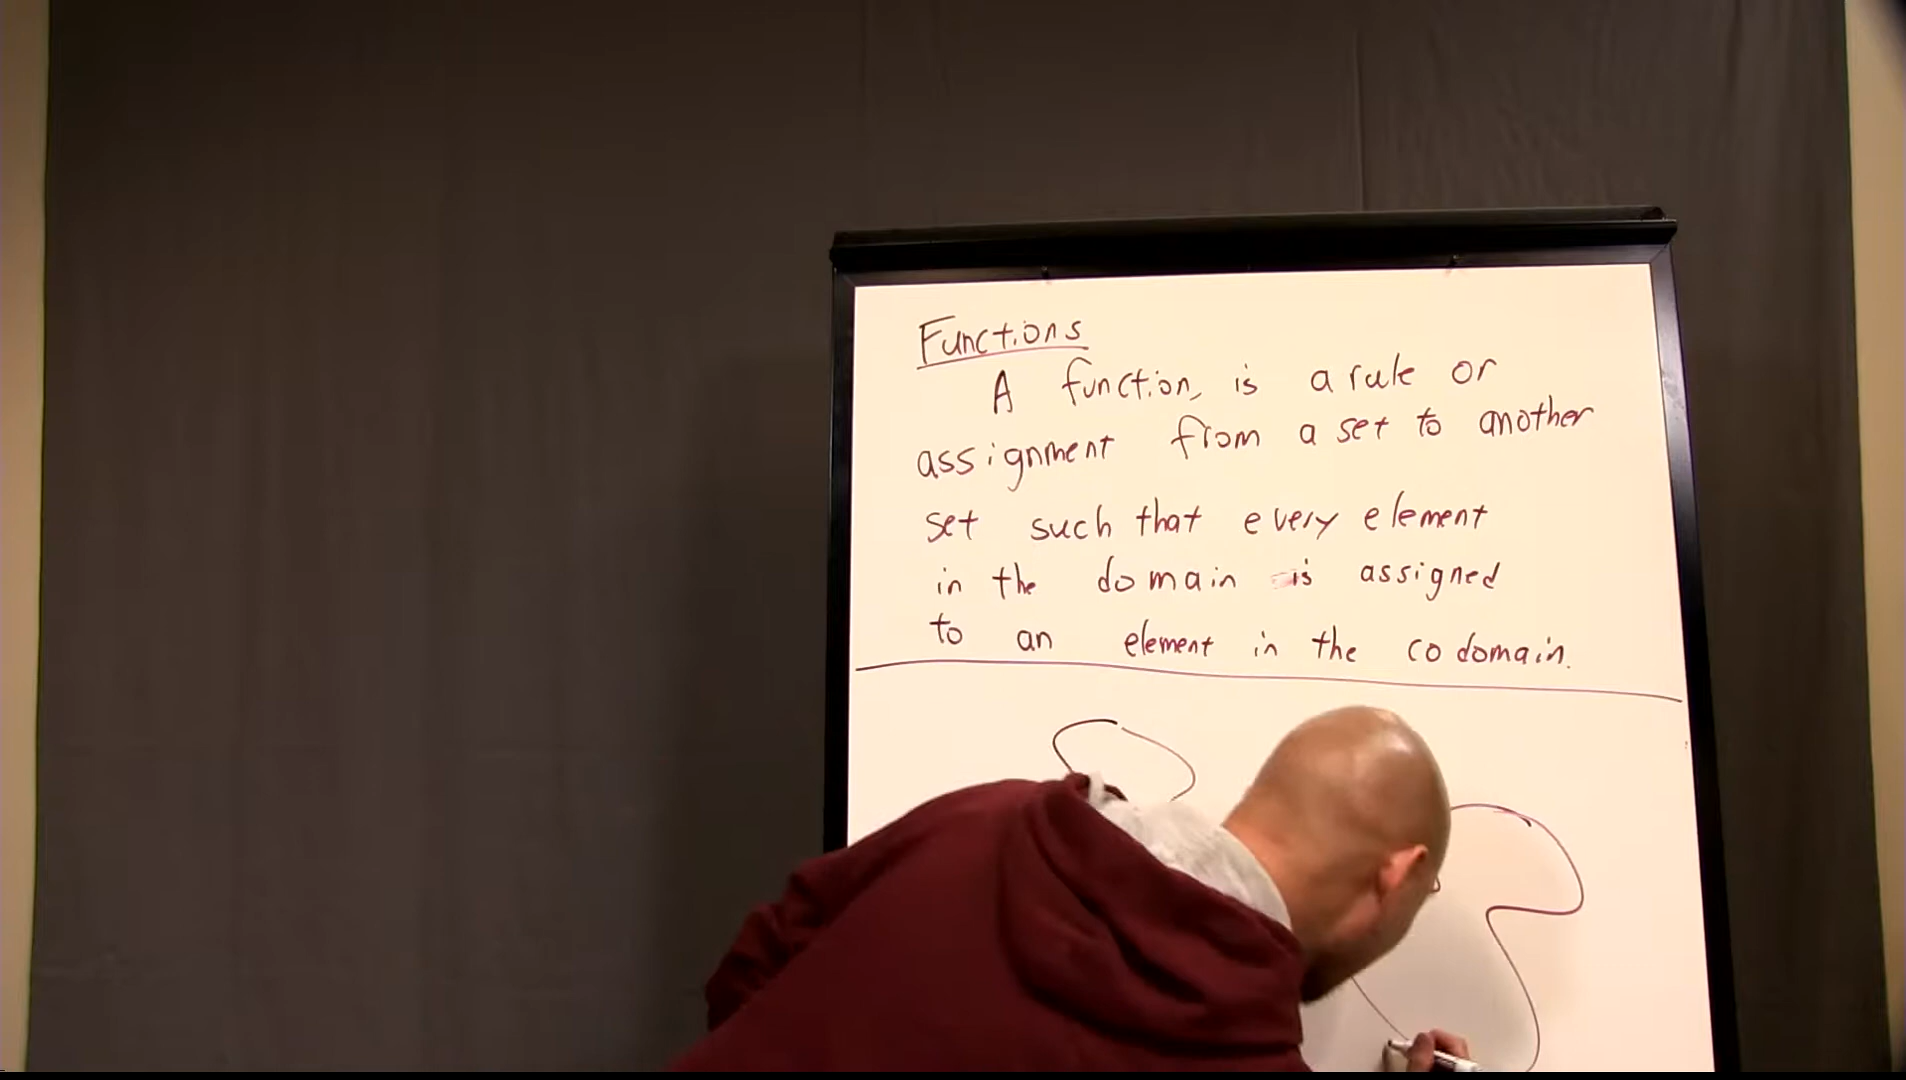 Functions
A function, is a rule or
assignment from a set to another
set such that every element
in the domain is assigned
to an element in the codomain.